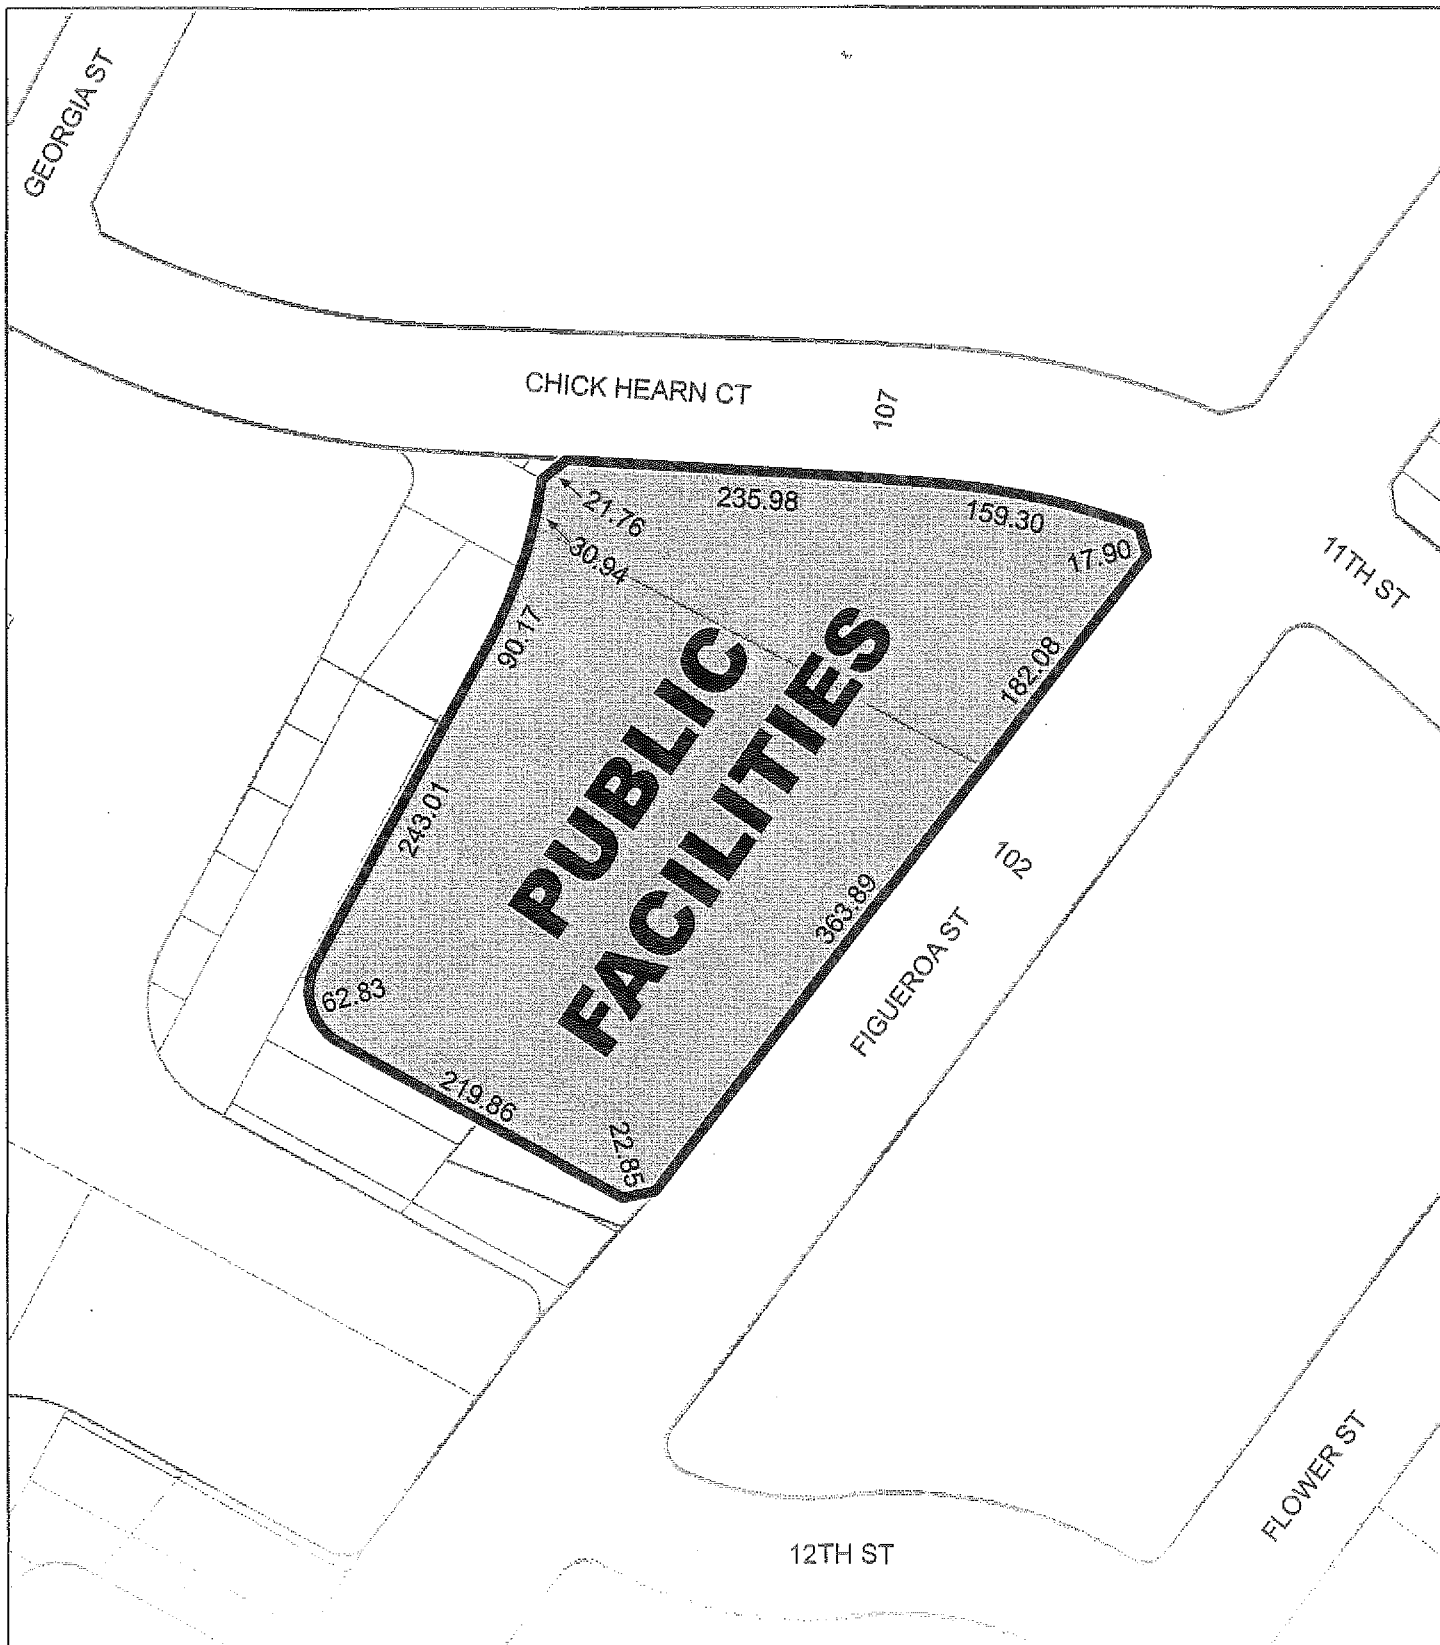 GEORGIA ST
CHICK HEARN CT
107
235.98
159.30
17.90
21.76
30.94
11TH ST
90.17
182.08
PUBLIC
FACILITIES
243.01
363.89
102
FIGUEROA ST
62.83
219.86
22.85
FLOWER ST
12TH ST